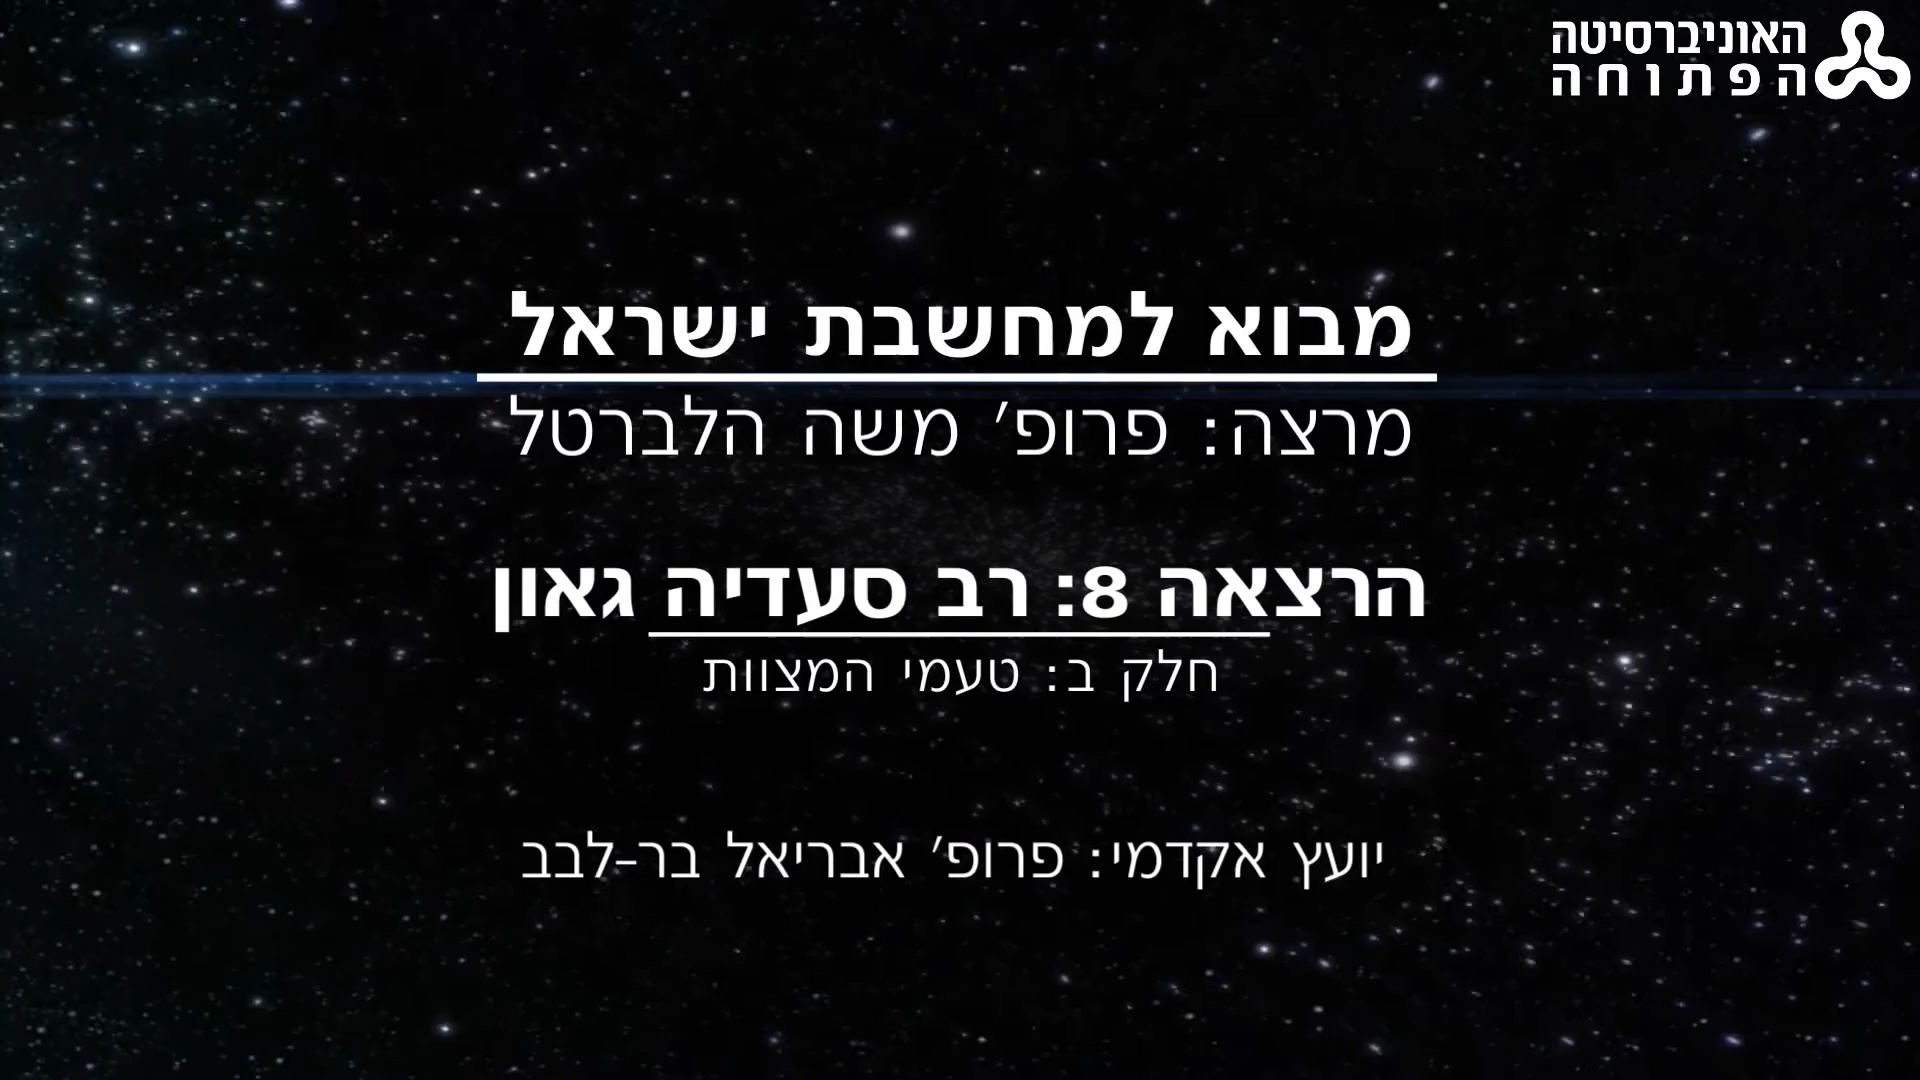 האוניברסיטה
הפתוחה
מבוא למחשבת ישראל
מרצה: פרופ' משה הלברטל
הרצאה 8: רב סעדיה גאון
חלק ב: טעמי המצוות
יועץ אקדמי: פרופ' אבריאל בר-לבב